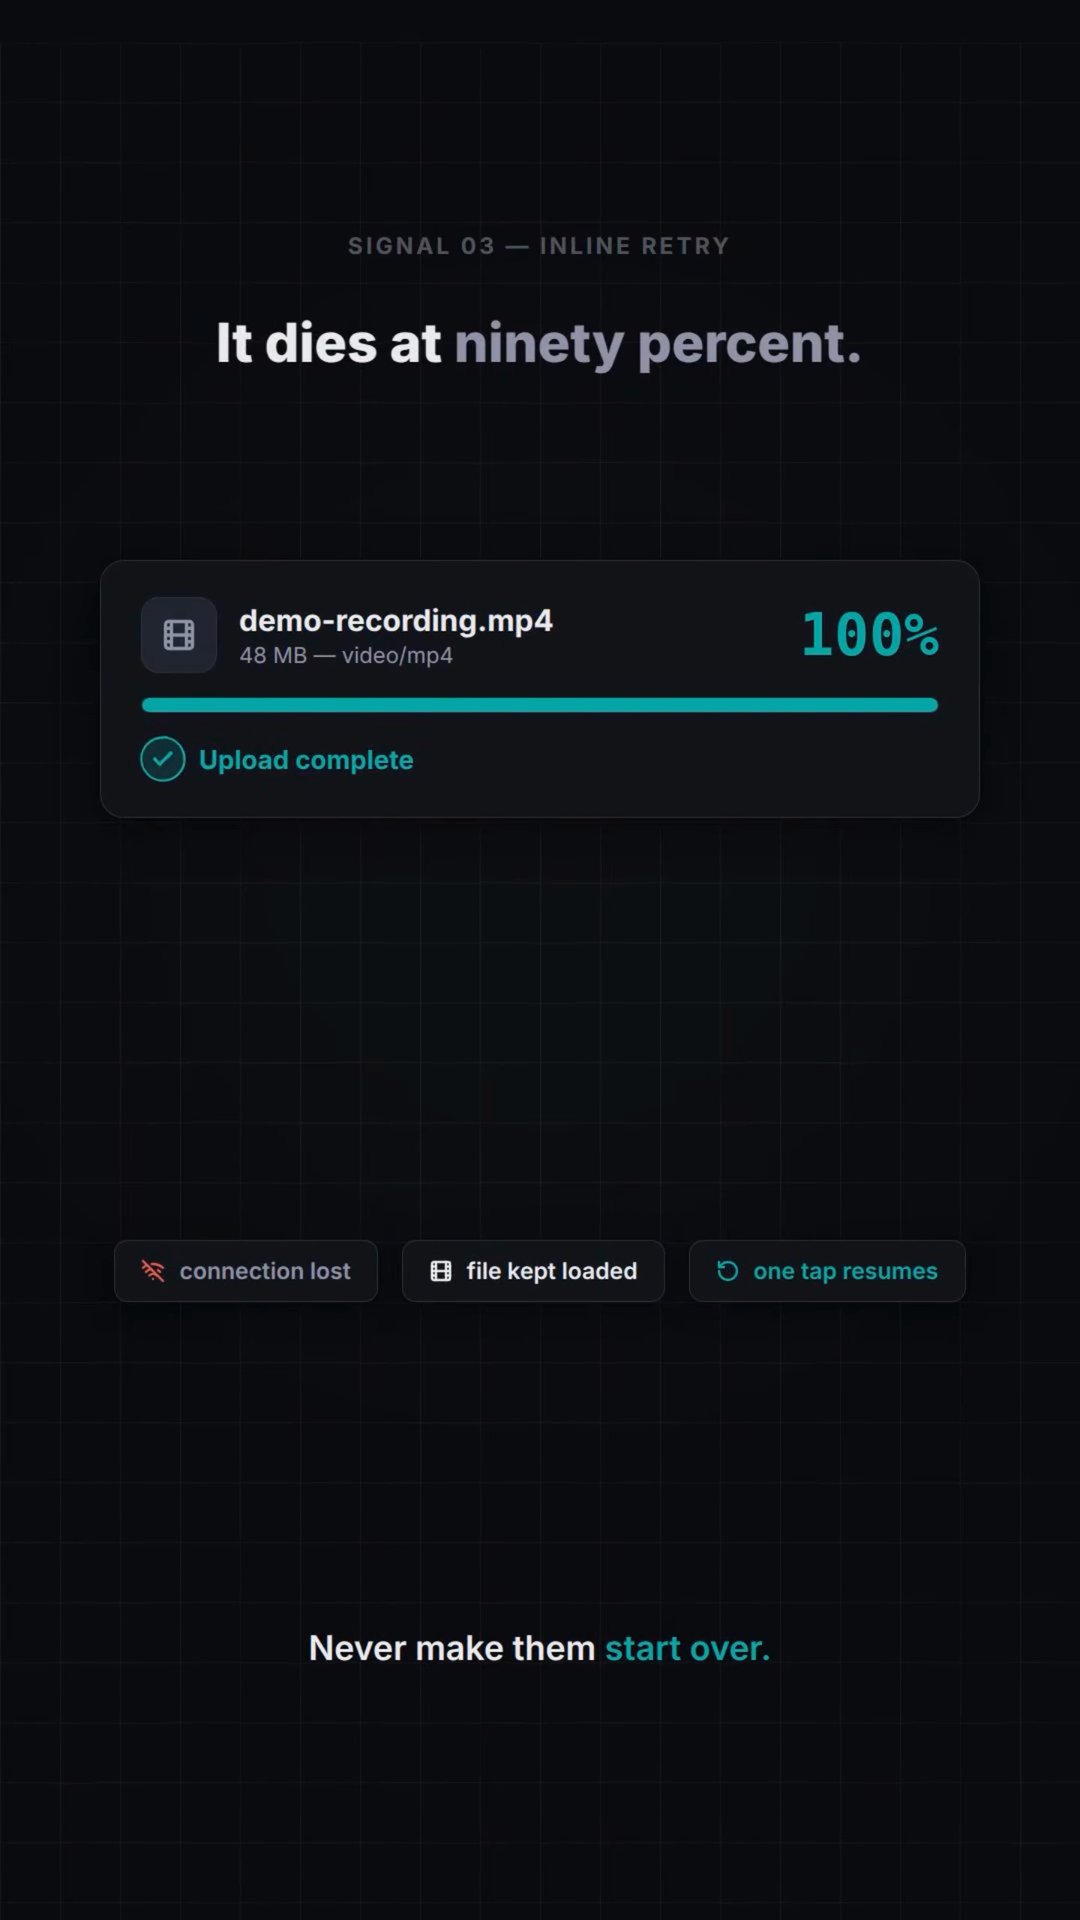 SIGNAL 03 — INLINE RETRY
It dies at ninety percent.
demo-recording.mp4
48 MB — video/mp4
100%
Upload complete
connection lost
file kept loaded
one tap resumes
Never make them start over.